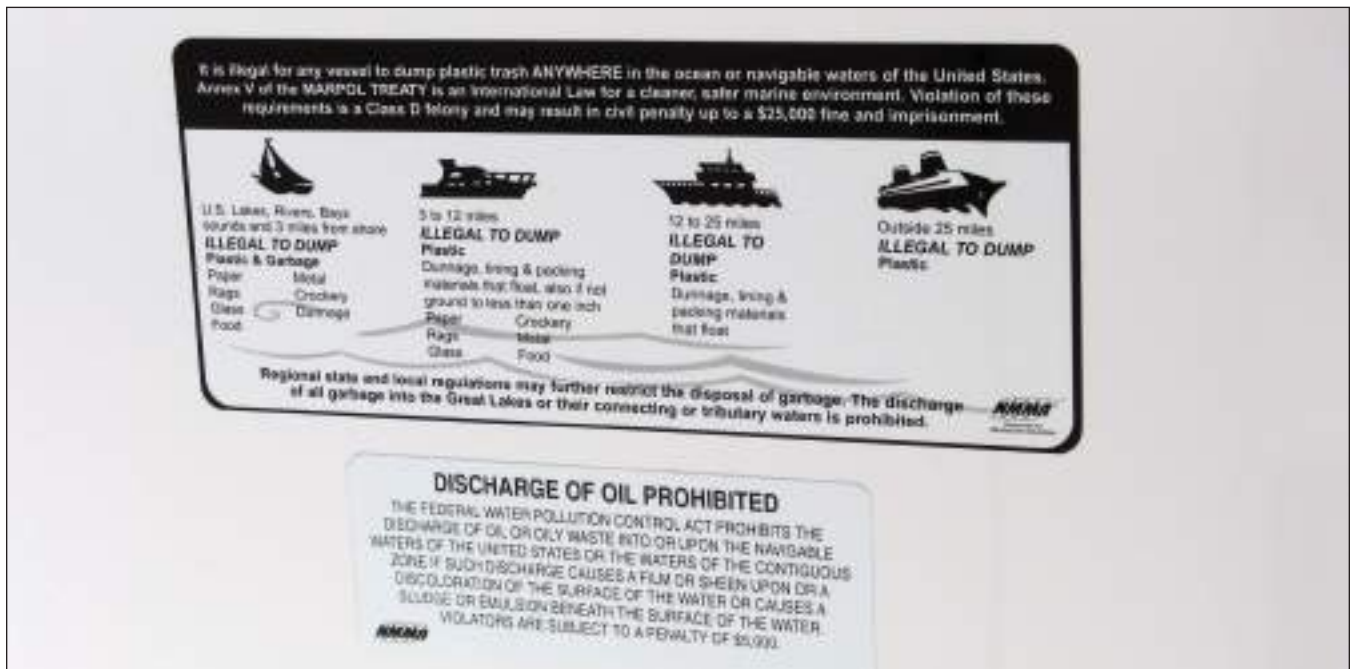 It is illegal for any vessel to dump plastic trash ANYWHERE in the ocean or navigable waters of the United States.
Annex V of the MARPOL TREATY is an International Law for a cleaner, safer marine environment. Violation of these
requirements is a Class D felony and may result in civil penalty up to a $25,000 fine and imprisonment.
U.S. Lakes, Rivers, Bays
sounds and 3 miles from shore
ILLEGAL TO DUMP
Plastic & Garbage
Paper Metal
Rags Crockery
Glass Dunnage
Food
3 to 12 miles
ILLEGAL TO DUMP
Plastic
Dunnage, lining & packing
materials that float, also if not
ground to less than one inch
Paper Crockery
Rags Metal
Glass Food
12 to 25 miles
ILLEGAL TO
DUMP
Plastic
Dunnage, lining &
packing materials
that float
Outside 25 miles
ILLEGAL TO DUMP
Plastic
Regional state and local regulations may further restrict the disposal of garbage. The discharge
of all garbage into the Great Lakes or their connecting or tributary waters is prohibited.
NMMA
DISCHARGE OF OIL PROHIBITED
THE FEDERAL WATER POLLUTION CONTROL ACT PROHIBITS THE
DISCHARGE OF OIL OR OILY WASTE INTO OR UPON THE NAVIGABLE
WATERS OF THE UNITED STATES OR THE WATERS OF THE CONTIGUOUS
ZONE IF SUCH DISCHARGE CAUSES A FILM OR SHEEN UPON OR A
DISCOLORATION OF THE SURFACE OF THE WATER OR CAUSES A
SLUDGE OR EMULSION BENEATH THE SURFACE OF THE WATER.
VIOLATORS ARE SUBJECT TO A PENALTY OF $5,000.
NMMA